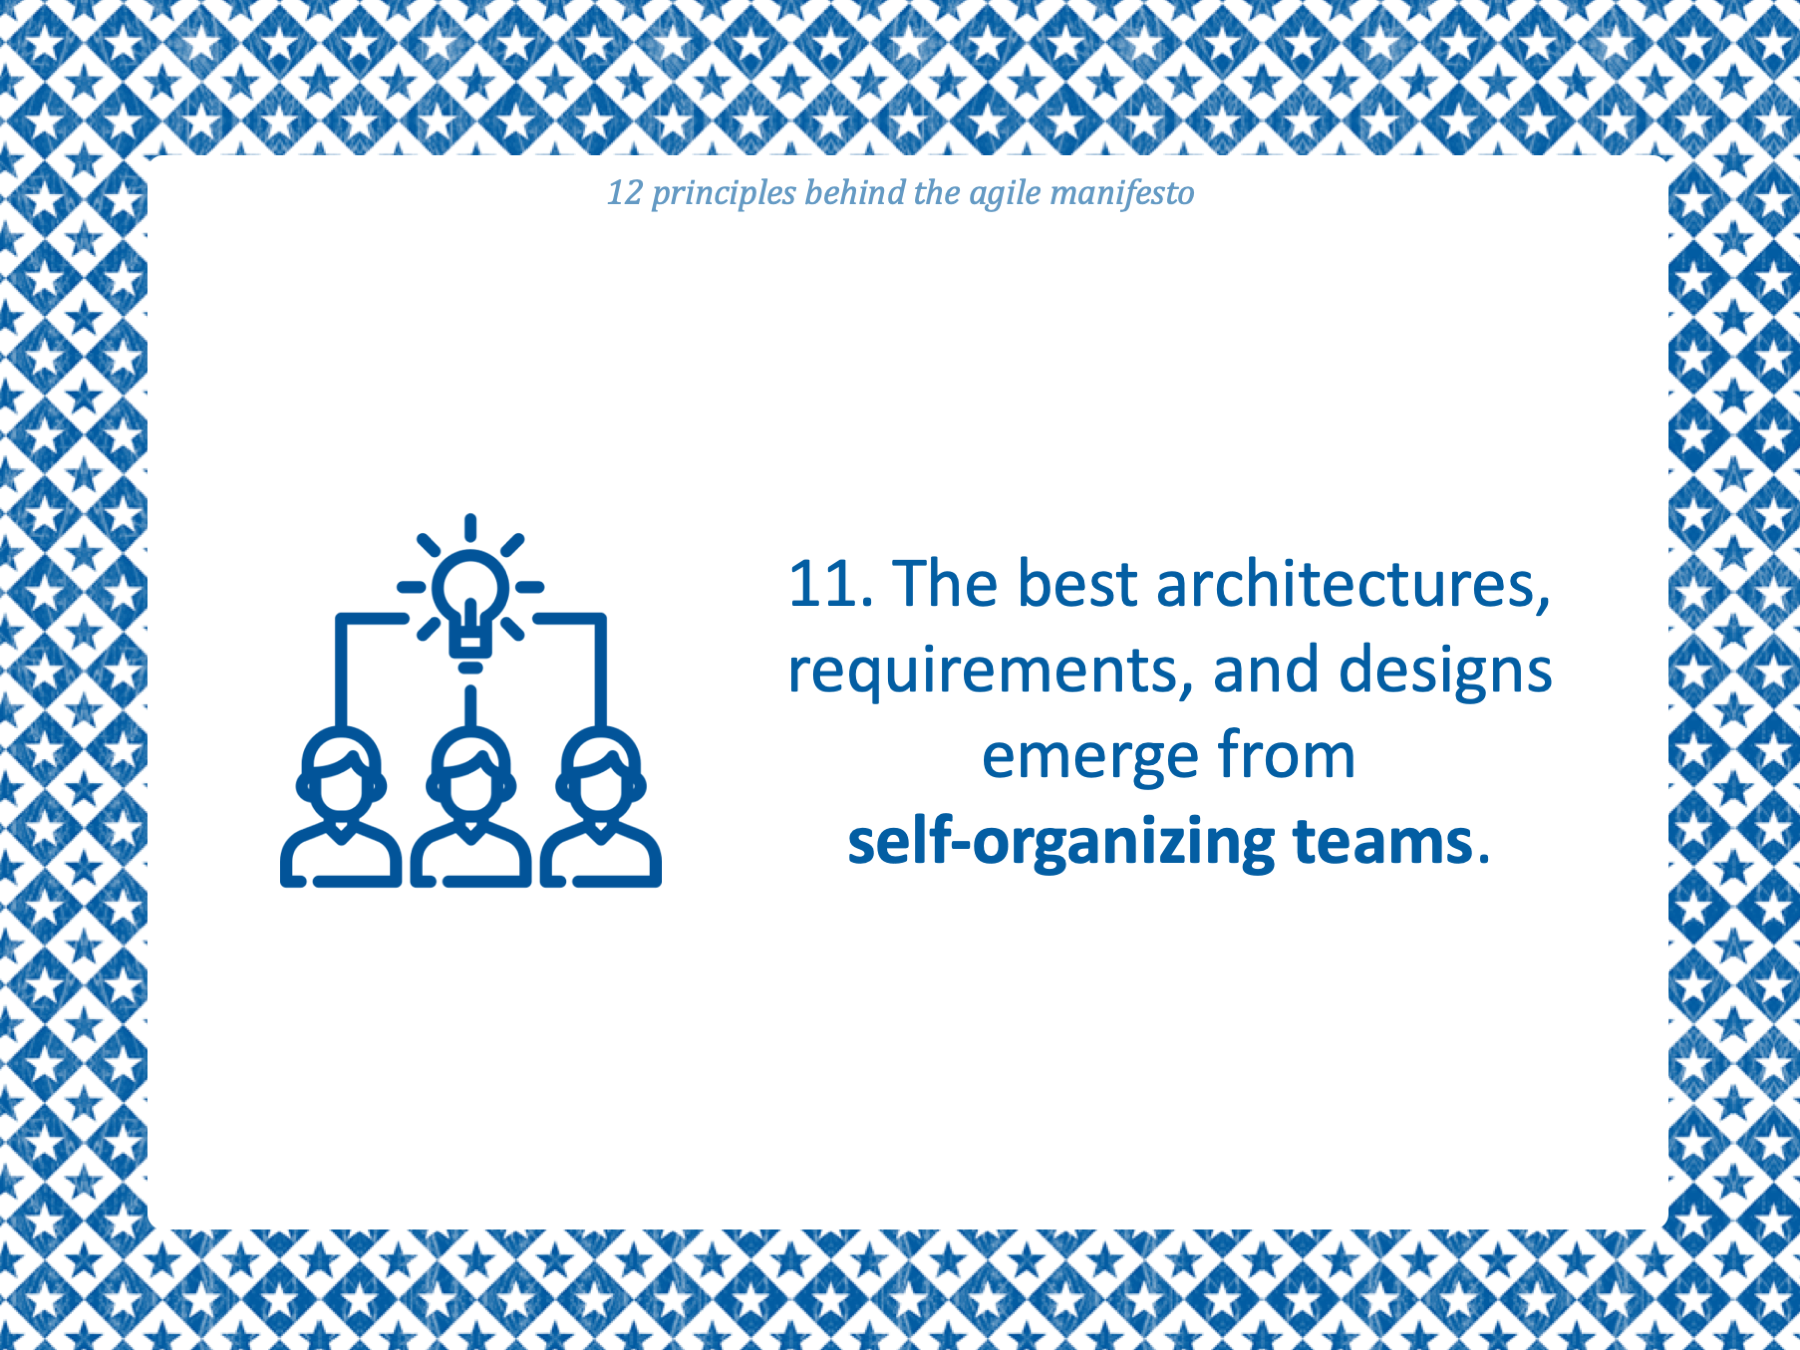 12 principles behind the agile manifesto
11. The best architectures,
requirements, and designs
emerge from
self-organizing teams.